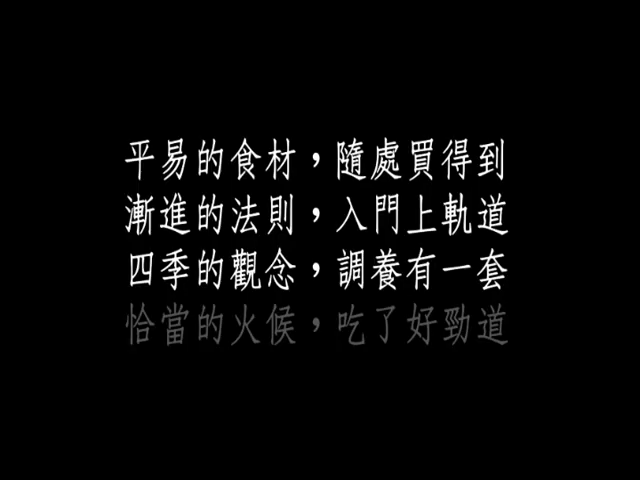 平易的食材，隨處買得到
漸進的法則，入門上軌道
四季的觀念，調養有一套
恰當的火候，吃了好勁道